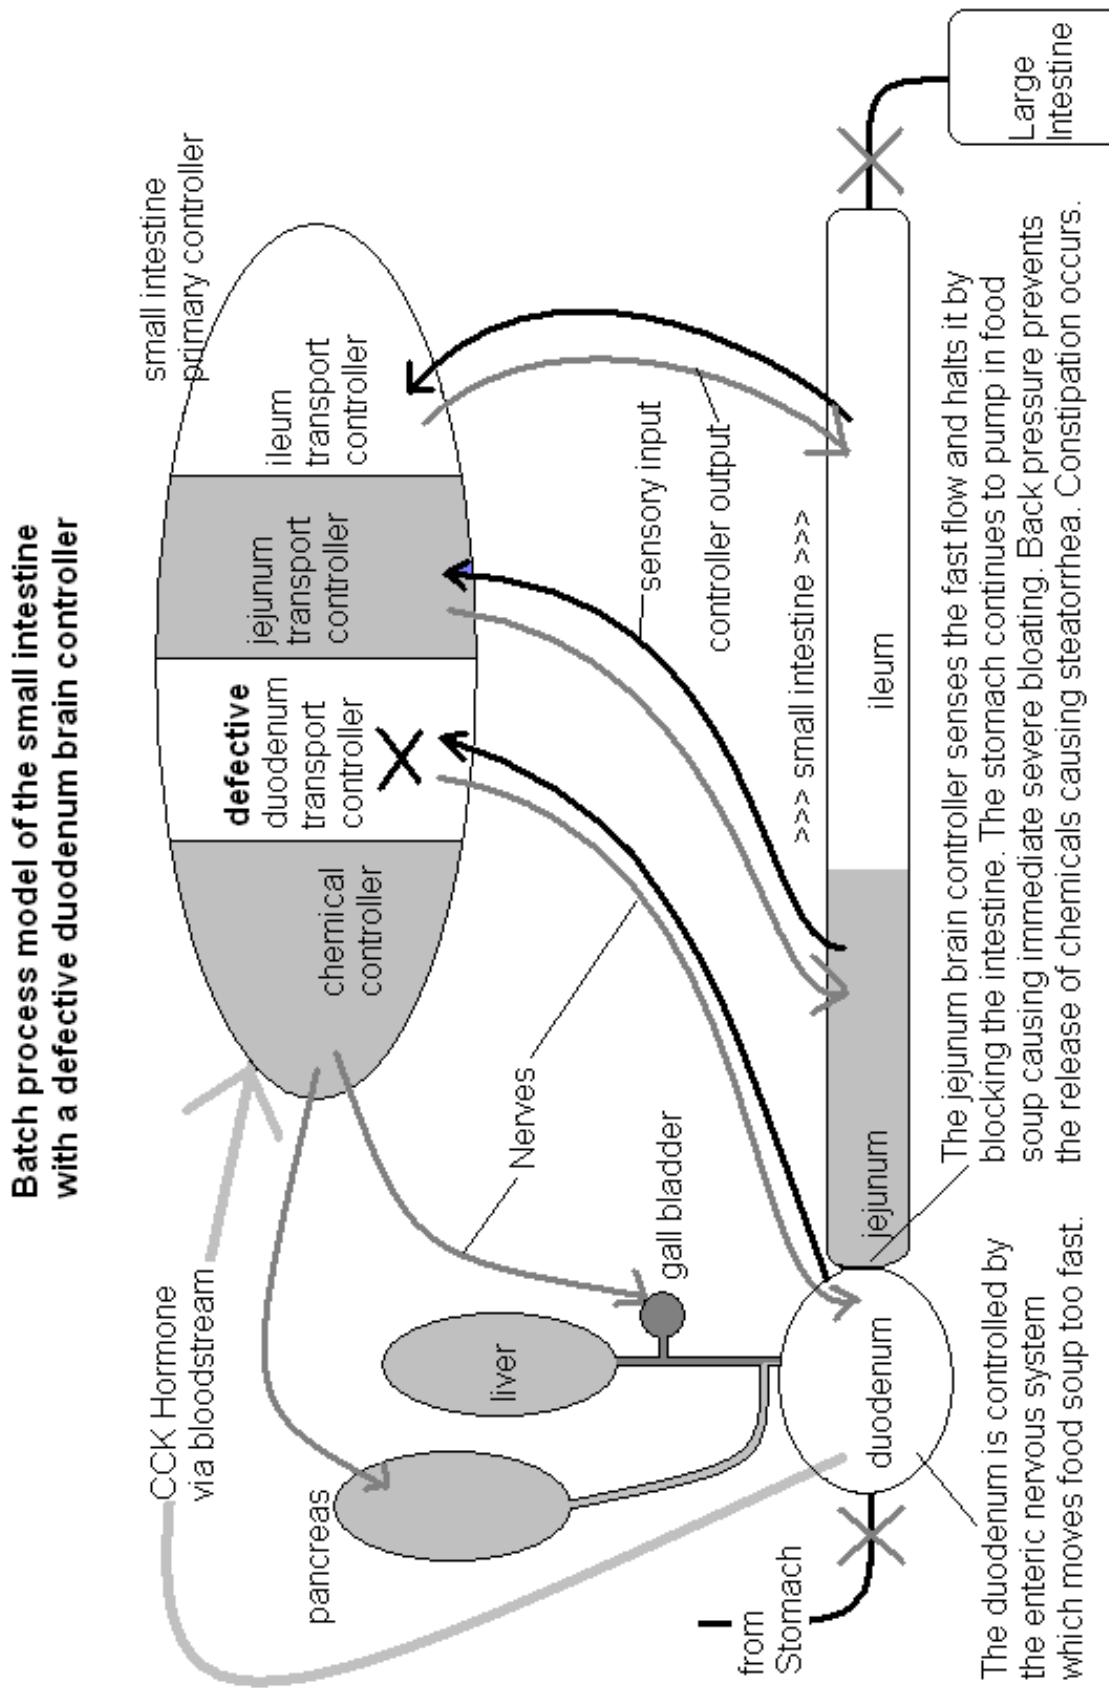 Batch process model of the small intestine
with a defective duodenum brain controller
CCK Hormone
via bloodstream
small intestine
primary controller
chemical
controller
defective
duodenum
transport
controller
jejunum
transport
controller
ileum
transport
controller
pancreas
liver
gall bladder
Nerves
sensory input
controller output
>>> small intestine >>>
from
Stomach
duodenum
jejunum
ileum
Large
Intestine
The duodenum is controlled by
the enteric nervous system
which moves food soup too fast.
The jejunum brain controller senses the fast flow and halts it by
blocking the intestine. The stomach continues to pump in food
soup causing immediate severe bloating. Back pressure prevents
the release of chemicals causing steatorrhea. Constipation occurs.